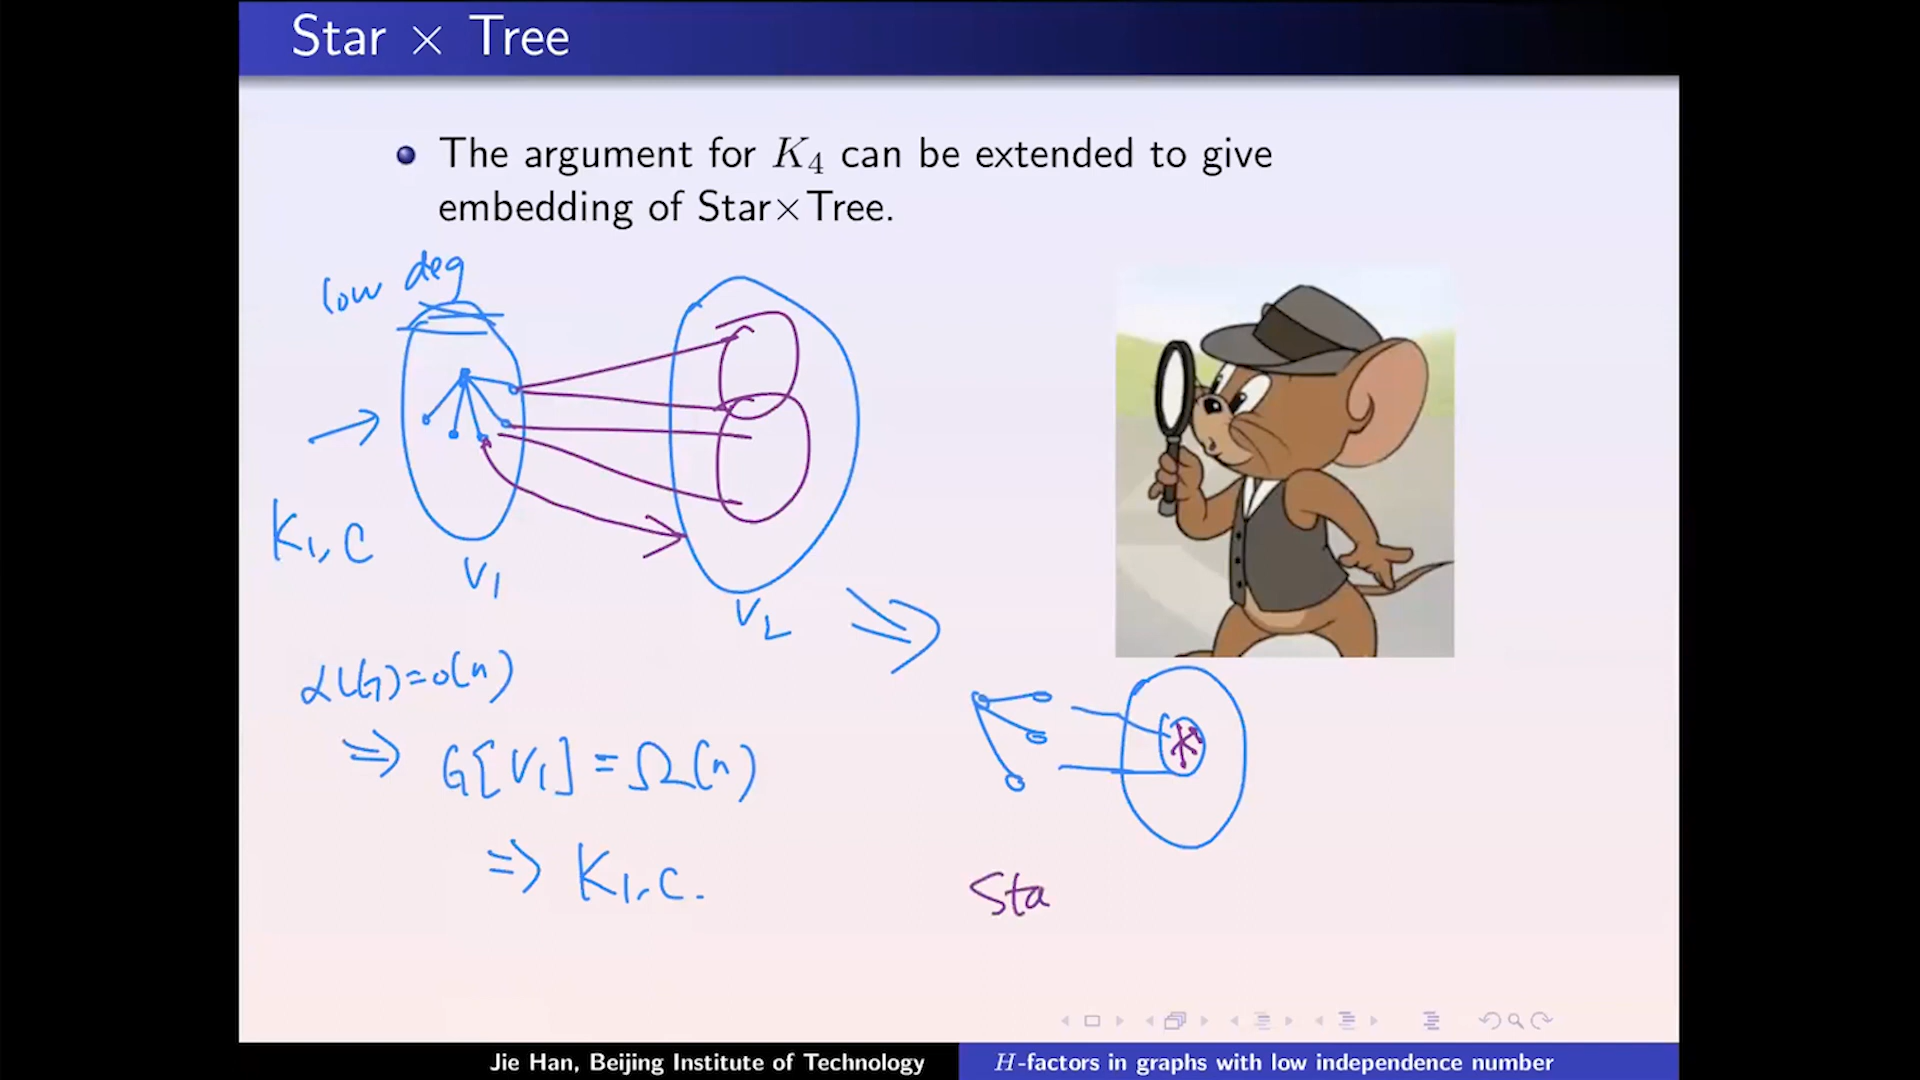 Star × Tree
The argument for K₄ can be extended to give
embedding of Star×Tree.
low deg
K₁,C
V₁
V₂
α(G)=o(n)
⇒ G[V₁] = Ω(n)
⇒ K₁,C.
Sta
Jie Han, Beijing Institute of Technology
H-factors in graphs with low independence number